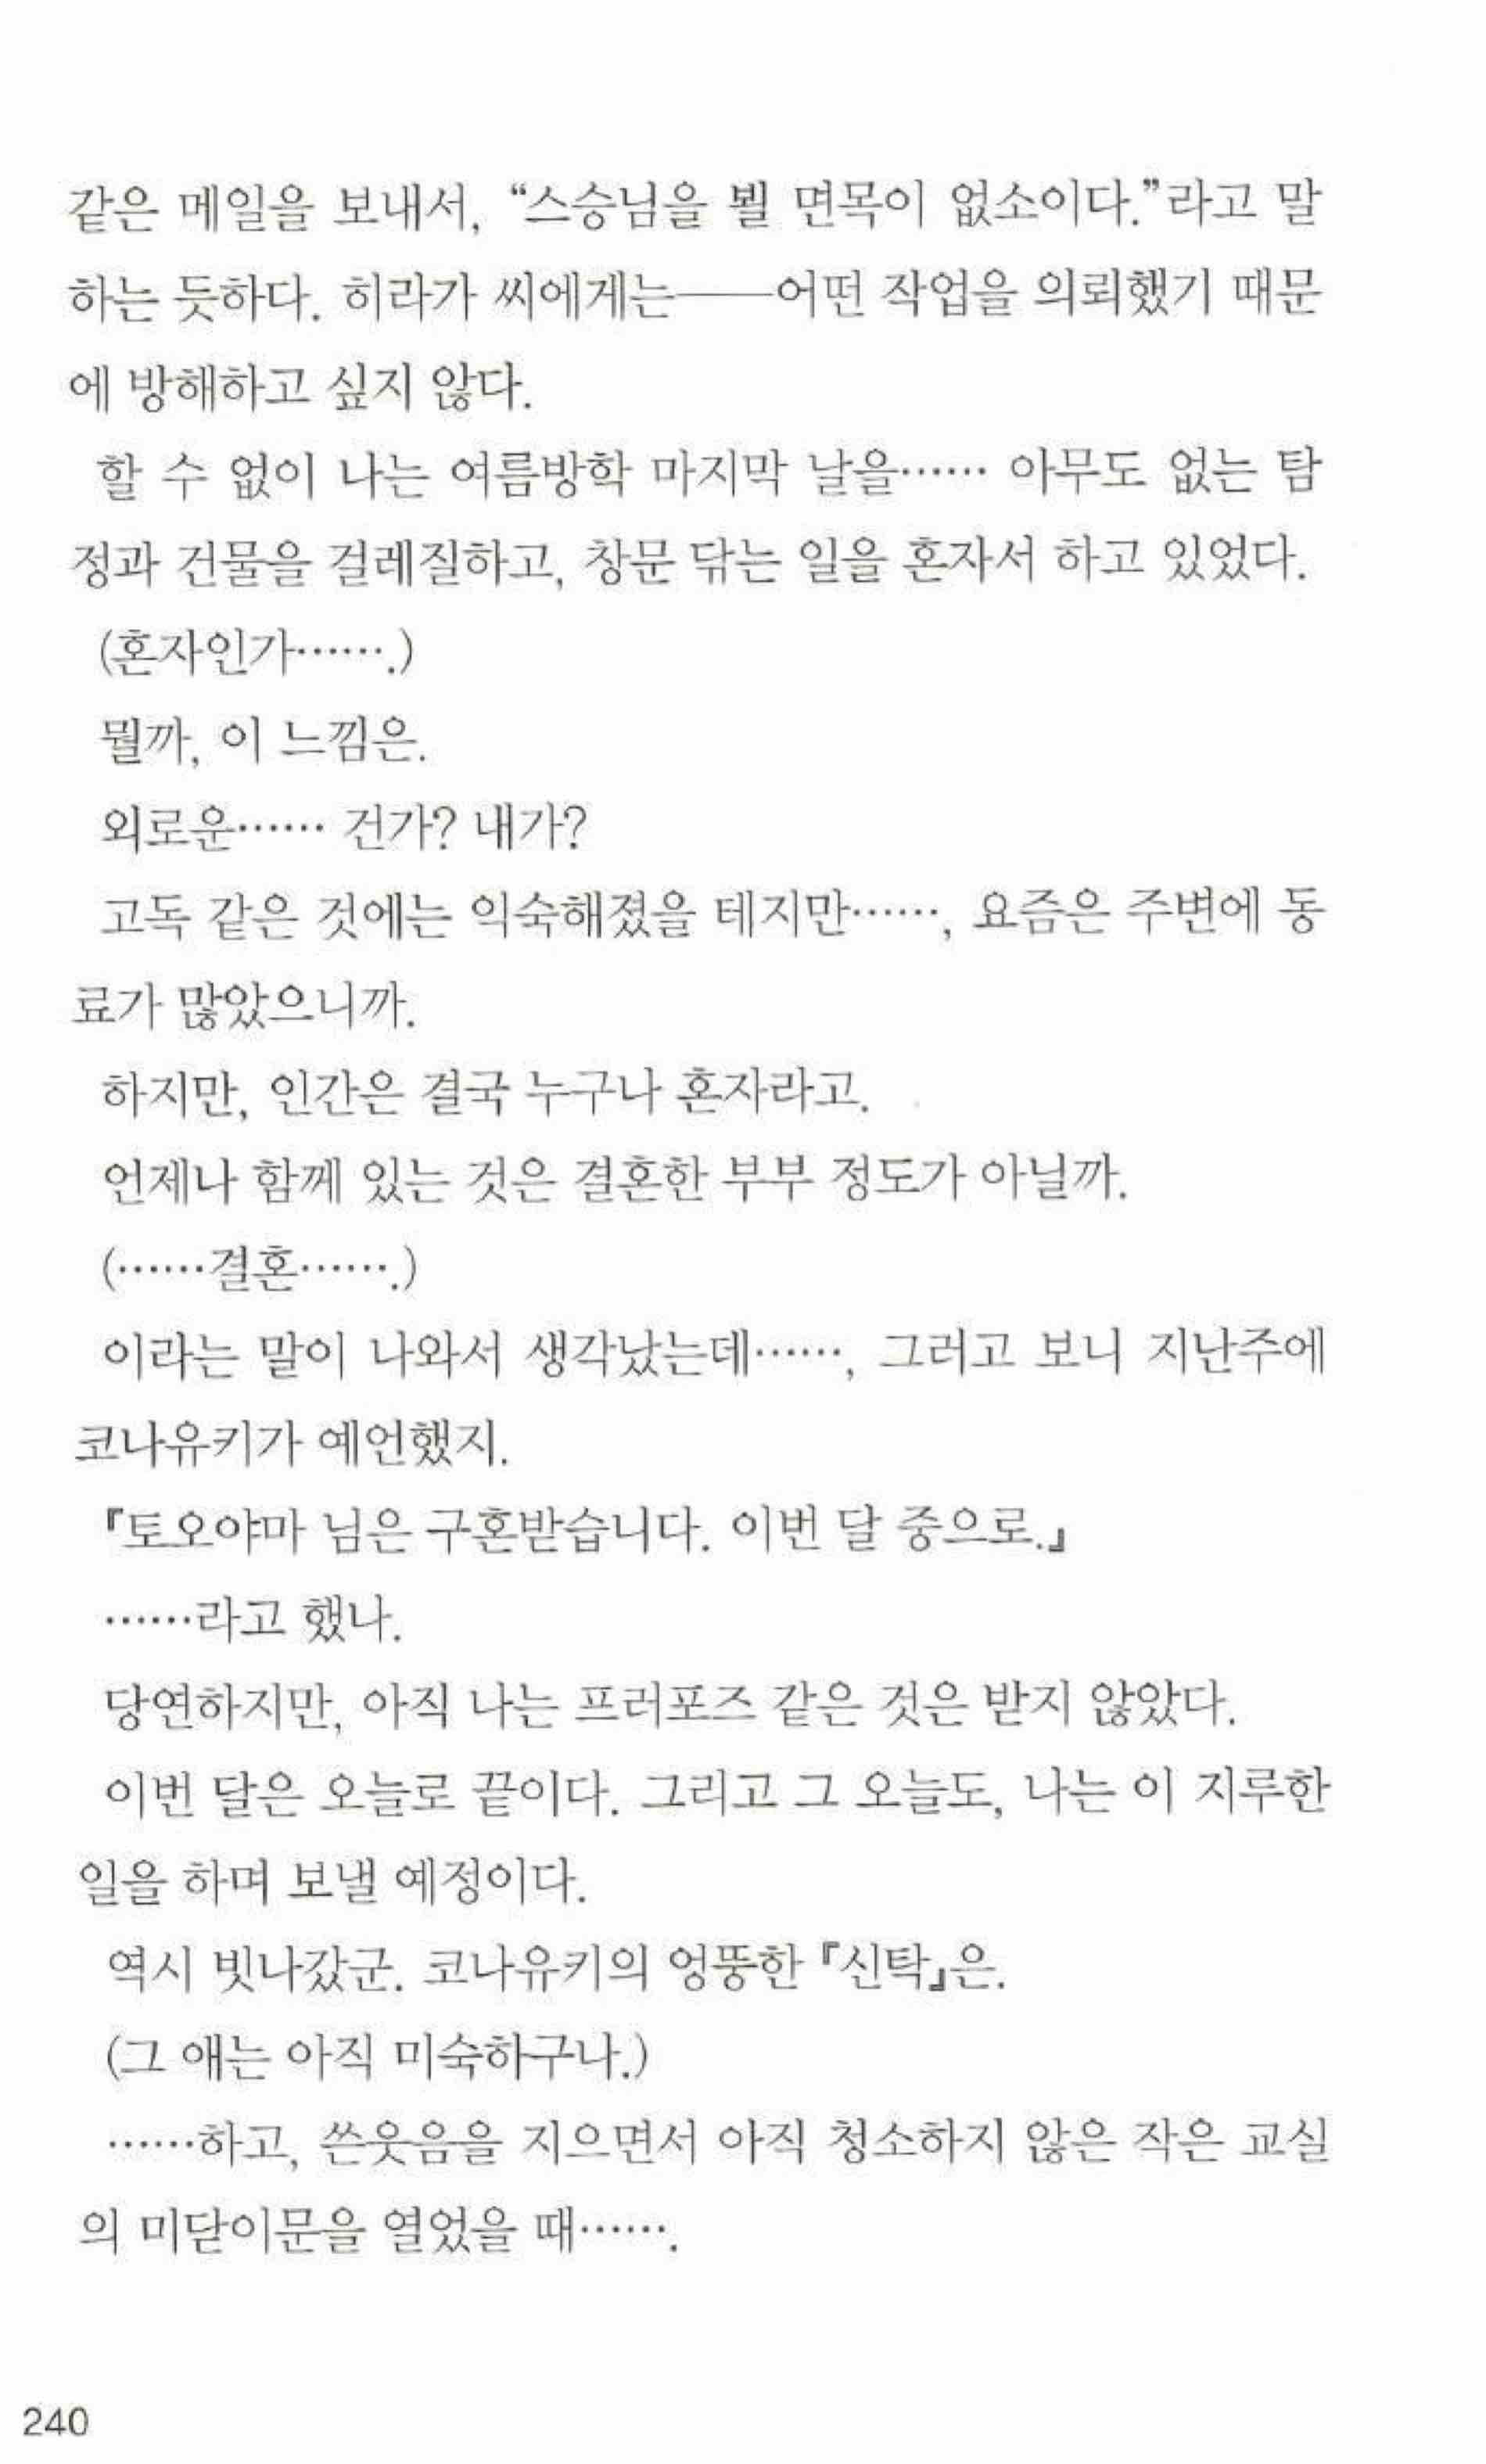 같은 메일을 보내서, “스승님을 뵐 면목이 없소이다.”라고 말
하는 듯하다. 히라가 씨에게는──어떤 작업을 의뢰했기 때문
에 방해하고 싶지 않다.
할 수 없이 나는 여름방학 마지막 날을…… 아무도 없는 탐
정과 건물을 걸레질하고, 창문 닦는 일을 혼자서 하고 있었다.
(혼자인가…….)
뭘까, 이 느낌은.
외로운…… 건가? 내가?
고독 같은 것에는 익숙해졌을 테지만……, 요즘은 주변에 동
료가 많았으니까.
하지만, 인간은 결국 누구나 혼자라고.
언제나 함께 있는 것은 결혼한 부부 정도가 아닐까.
(……결혼…….)
이라는 말이 나와서 생각났는데……, 그러고 보니 지난주에
코나유키가 예언했지.
『토오야마 님은 구혼받습니다. 이번 달 중으로.』
……라고 했나.
당연하지만, 아직 나는 프러포즈 같은 것은 받지 않았다.
이번 달은 오늘로 끝이다. 그리고 그 오늘도, 나는 이 지루한
일을 하며 보낼 예정이다.
역시 빗나갔군. 코나유키의 엉뚱한 『신탁』은.
(그 애는 아직 미숙하구나.)
……하고, 쓴웃음을 지으면서 아직 청소하지 않은 작은 교실
의 미닫이문을 열었을 때…….
240